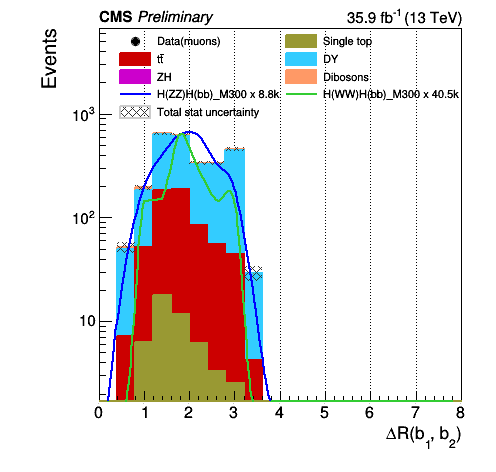 CMS Preliminary 35.9 fb⁻¹ (13 TeV)
Events
Data(muons) Single top
tt̄ DY
ZH Dibosons
H(ZZ)H(bb)_M300 x 8.8k H(WW)H(bb)_M300 x 40.5k
Total stat uncertainty
10³
10²
10
0 1 2 3 4 5 6 7 8
ΔR(b₁, b₂)